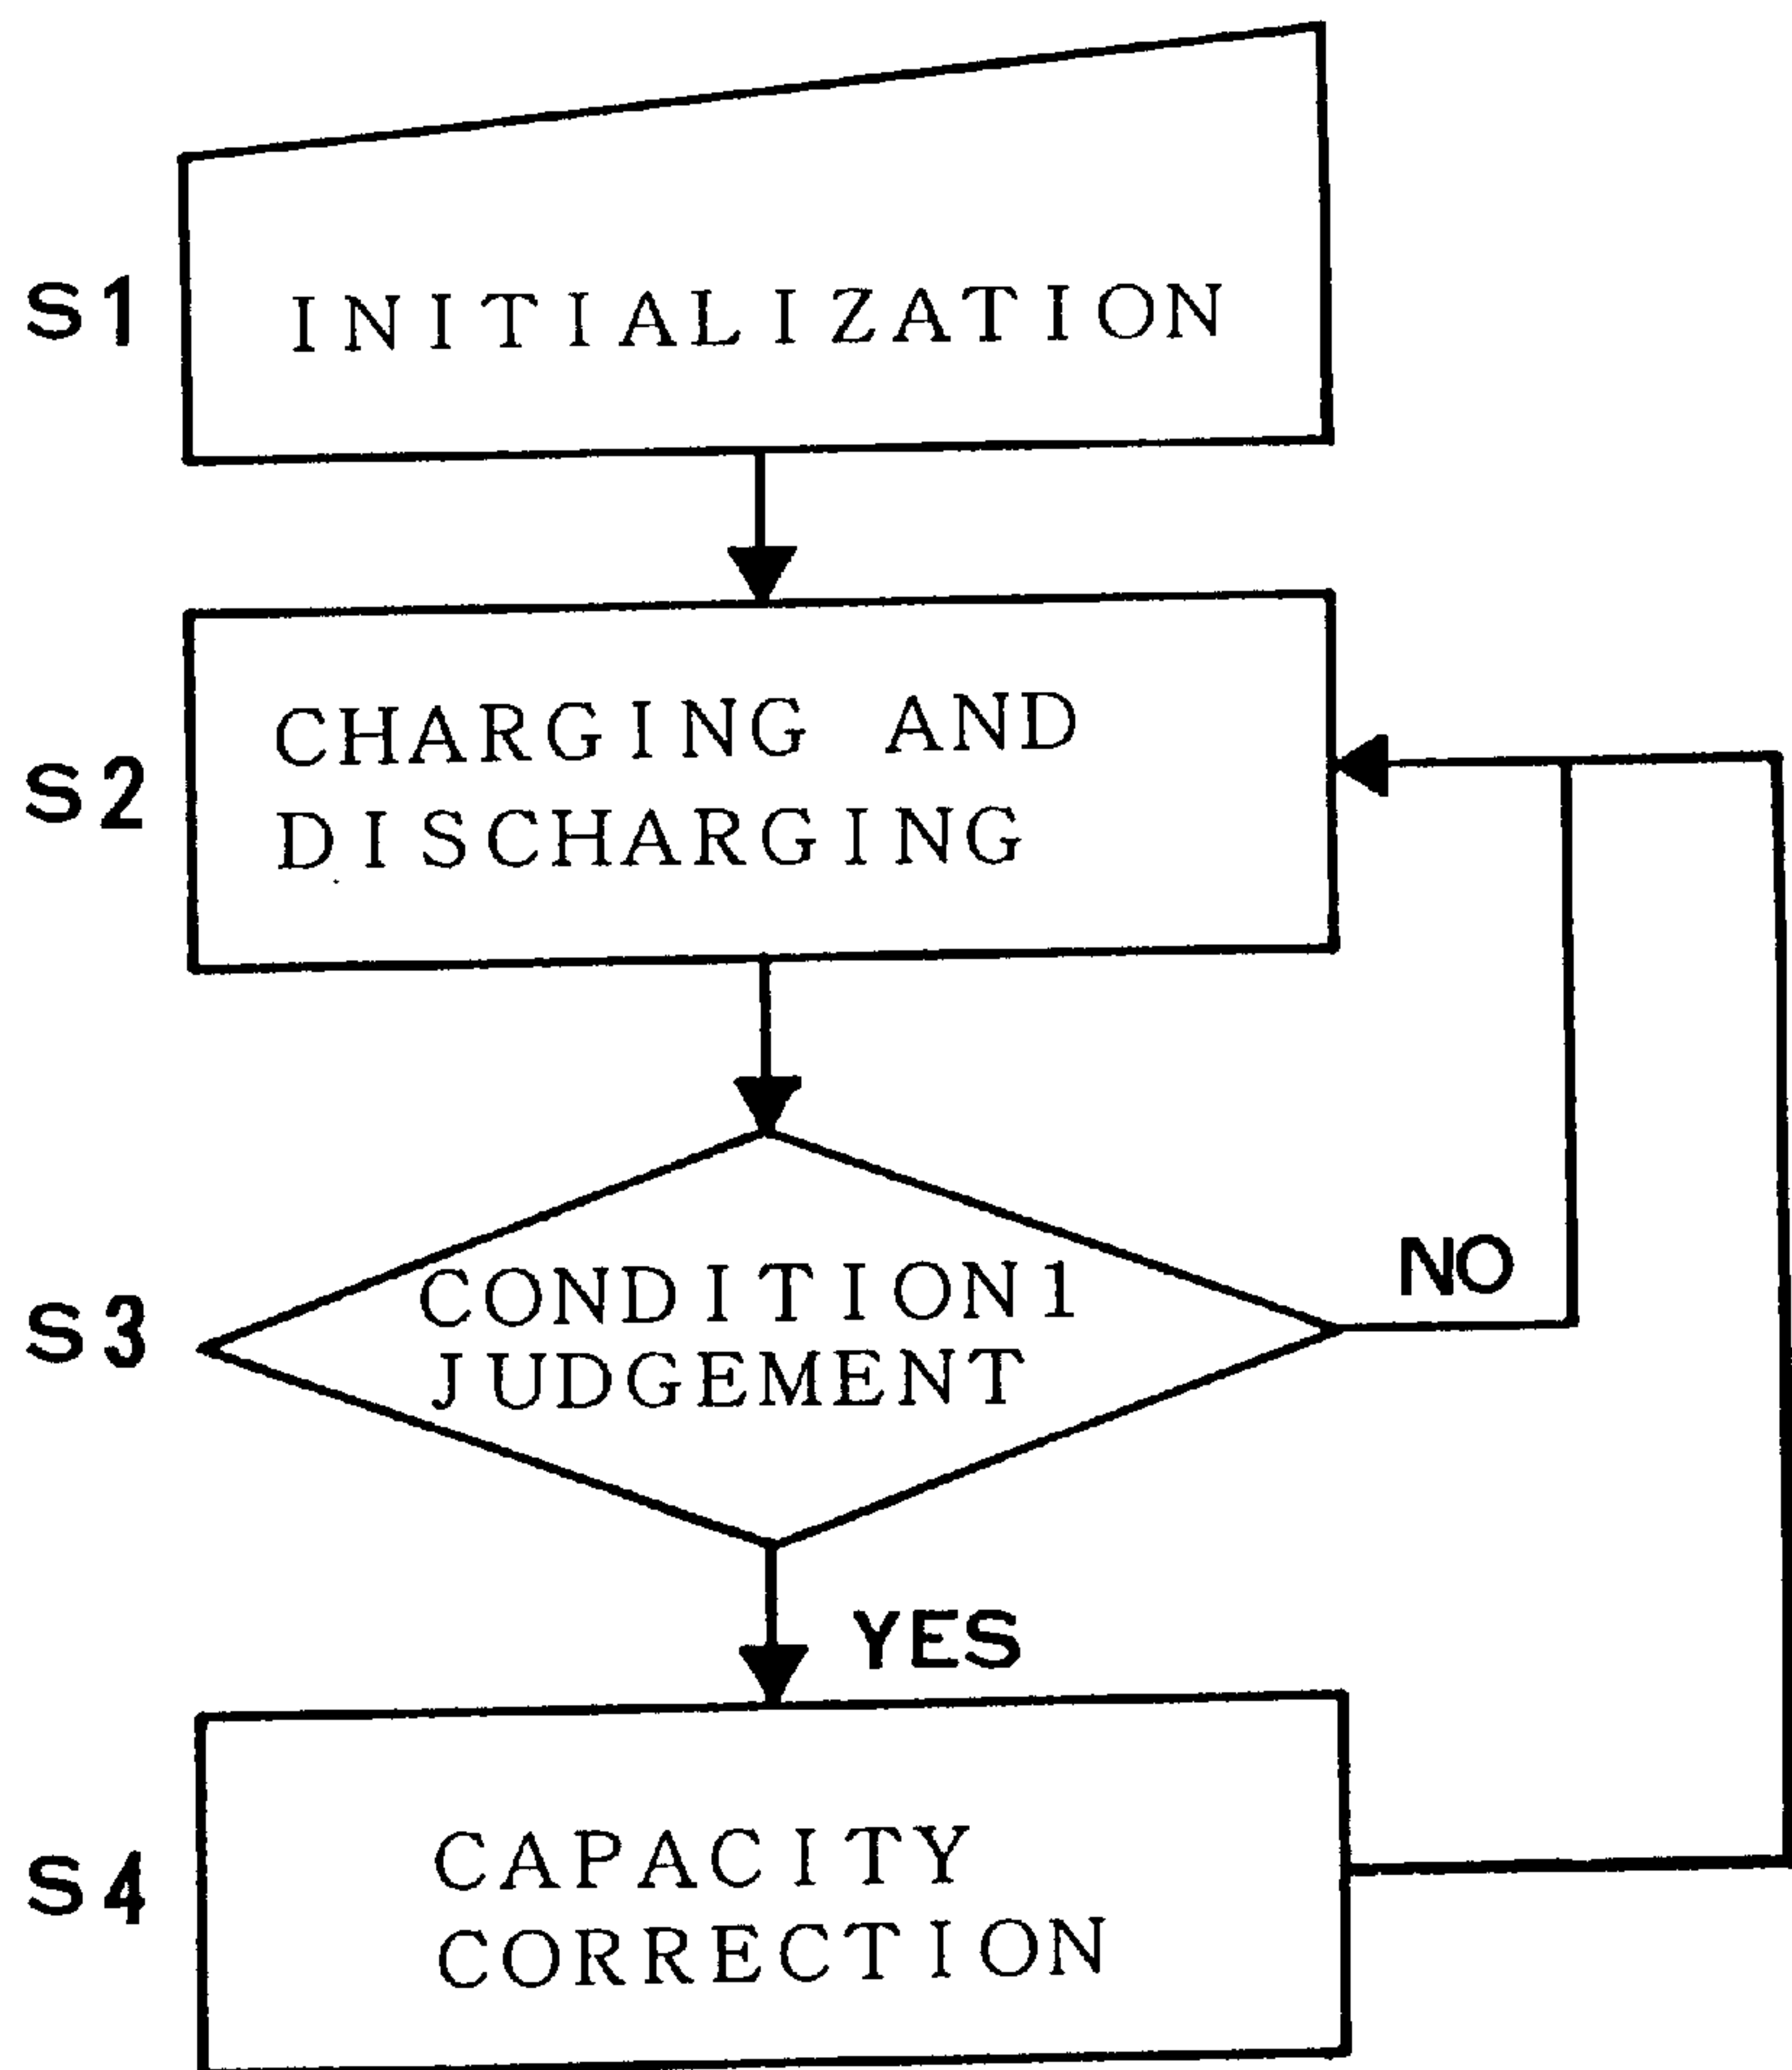 S1
INITIALIZATION
S2
CHARGING AND
DISCHARGING
S3
CONDITION1
JUDGEMENT
NO
YES
S4
CAPACITY
CORRECTION